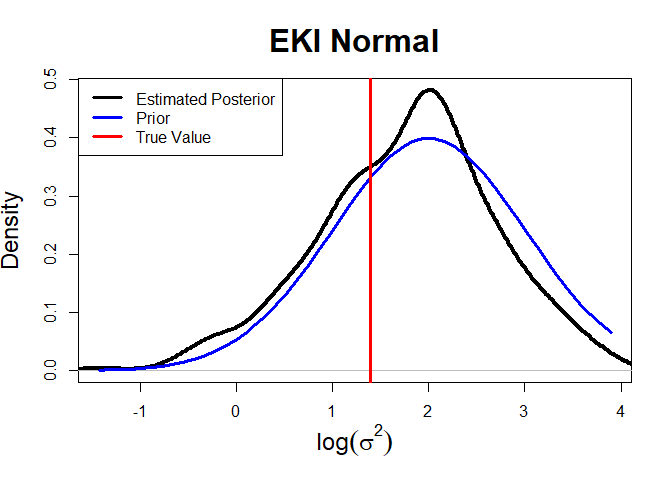 EKI Normal
Estimated Posterior
Prior
True Value
Density
0.5
0.4
0.3
0.2
0.1
0.0
-1 0 1 2 3 4
log(σ²)